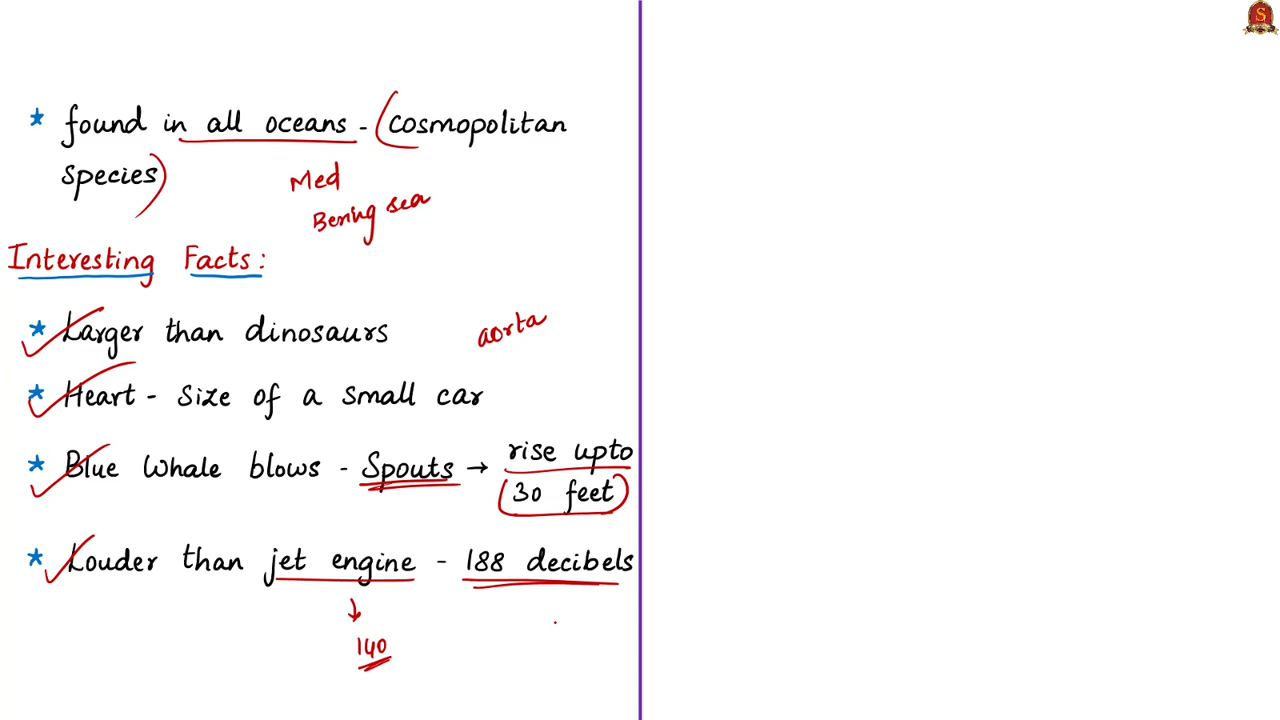 * found in all oceans - (cosmopolitan
species)
Med
Bering sea
Interesting Facts:
* Larger than dinosaurs
aorta
* Heart - Size of a small car
* Blue Whale blows - Spouts → rise upto
30 feet
* Louder than jet engine - 188 decibels
↓
140
S